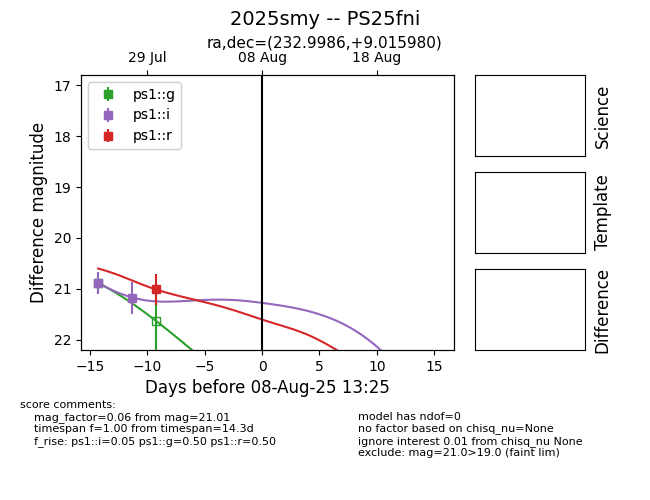 2025smy -- PS25fni
ra,dec=(232.9986,+9.015980)
29 Jul 08 Aug 18 Aug
ps1::g
ps1::i
ps1::r
17
18
19
20
21
22
Difference magnitude
−15 −10 −5 0 5 10 15
Days before 08-Aug-25 13:25
Science
Template
Difference
score comments:
mag_factor=0.06 from mag=21.01
timespan f=1.00 from timespan=14.3d
f_rise: ps1::i=0.05 ps1::g=0.50 ps1::r=0.50
model has ndof=0
no factor based on chisq_nu=None
ignore interest 0.01 from chisq_nu None
exclude: mag=21.0>19.0 (faint lim)